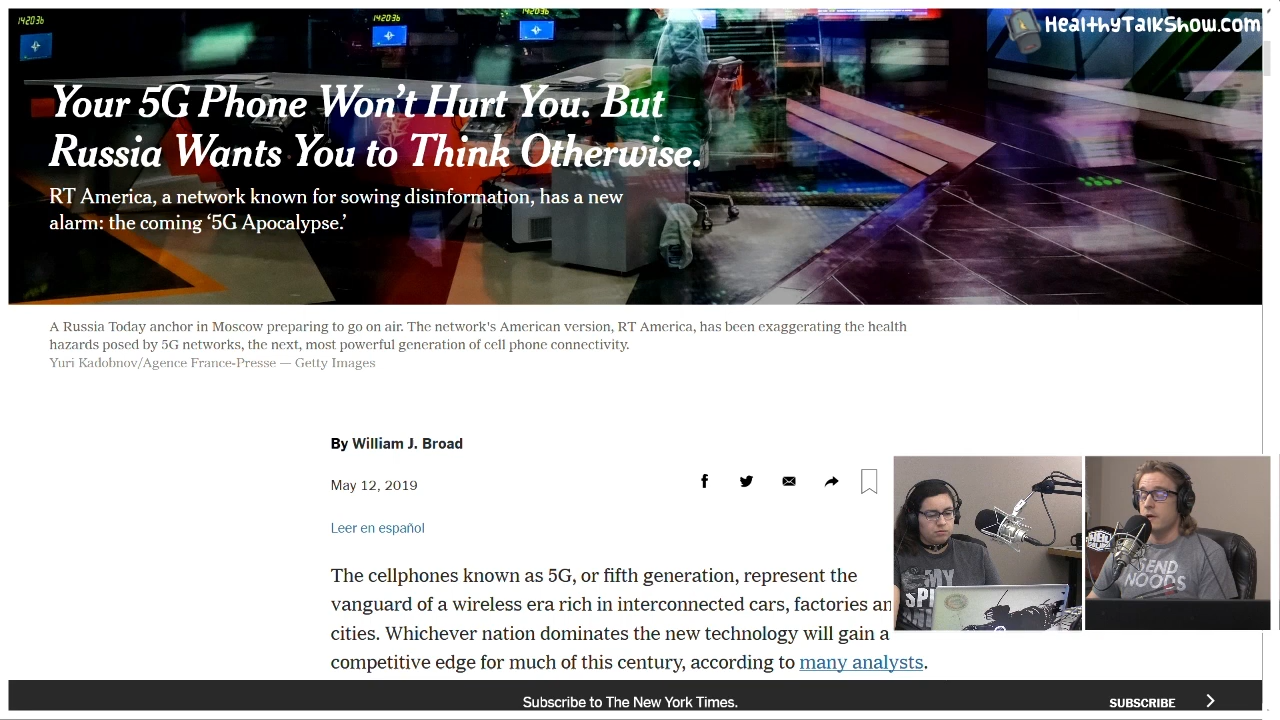 14203b
14203b
14203b
HealthyTalkShow.com
Your 5G Phone Won't Hurt You. But
Russia Wants You to Think Otherwise.
RT America, a network known for sowing disinformation, has a new
alarm: the coming '5G Apocalypse.'
A Russia Today anchor in Moscow preparing to go on air. The network's American version, RT America, has been exaggerating the health
hazards posed by 5G networks, the next, most powerful generation of cell phone connectivity.
Yuri Kadobnov/Agence France-Presse — Getty Images
By William J. Broad
May 12, 2019
Leer en español
The cellphones known as 5G, or fifth generation, represent the
vanguard of a wireless era rich in interconnected cars, factories an
cities. Whichever nation dominates the new technology will gain a
competitive edge for much of this century, according to many analysts.
MY
SEND
NOODS
Subscribe to The New York Times.
SUBSCRIBE